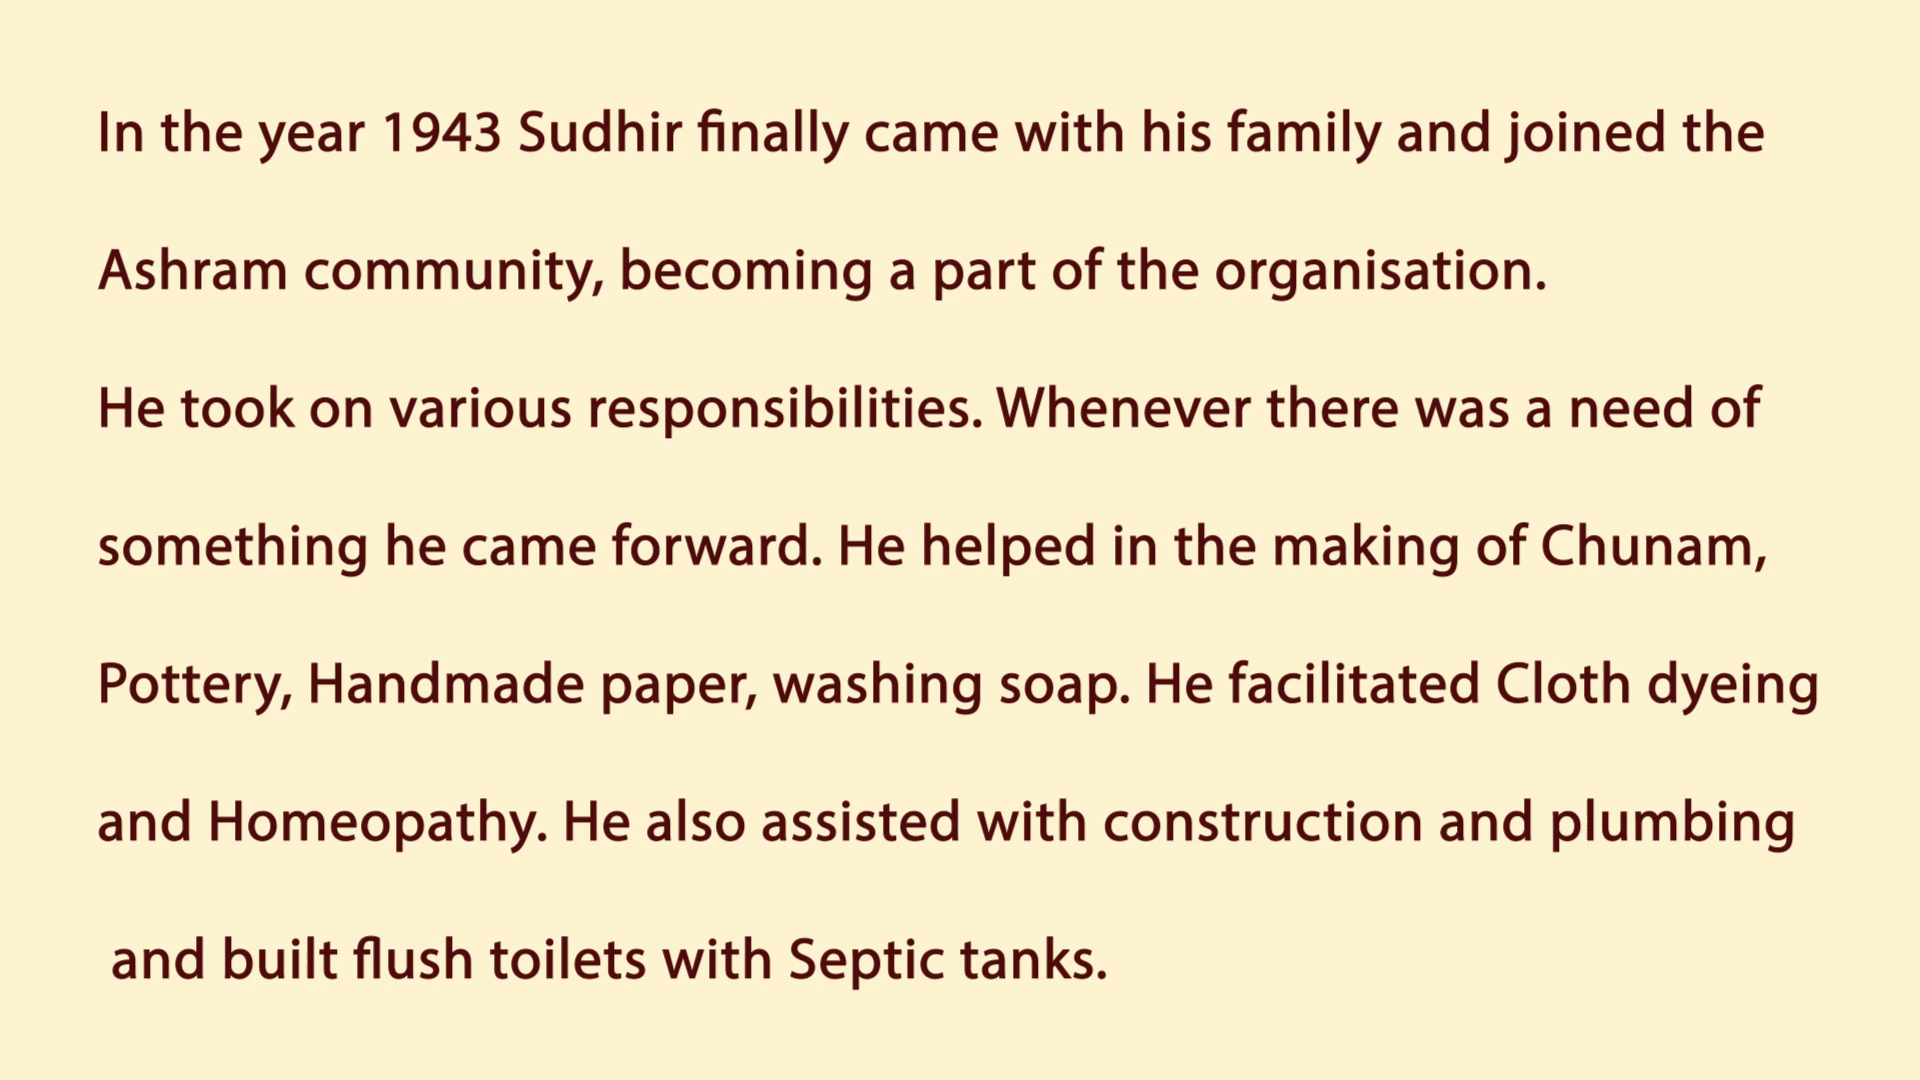 In the year 1943 Sudhir finally came with his family and joined the
Ashram community, becoming a part of the organisation.
He took on various responsibilities. Whenever there was a need of
something he came forward. He helped in the making of Chunam,
Pottery, Handmade paper, washing soap. He facilitated Cloth dyeing
and Homeopathy. He also assisted with construction and plumbing
and built flush toilets with Septic tanks.